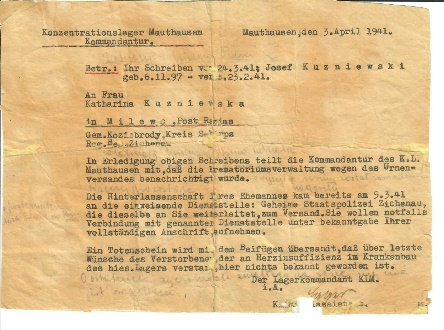 Konzentrationslager Mauthausen
Kommandantur.
Mauthausen, den 3.April 1941.
Betr.: Ihr Schreiben 24.3.41; Josef Kuzniewski
geb.6.11.97 - 23.2.41.
An Frau
Katharina Kuzniewska
in Milewo, Post
Gem.Kozibrody, Kreis
Reg.Be. Zichenau
In Erledigung obigen Schreibens teilt die Kommandantur des K.L.
Mauthausen mit, daß die Krematoriumsverwaltung wegen des Urnen-
versandes benachrichtigt wurde.
Die Hinterlassenschaft Ihres Ehemannes kam bereits am 5.3.41
an die einweisende Dienststelle: Geheime Staatspolizei Zichenau,
die dieselbe an Sie weiterleitet, zum Versand. Sie wollen notfalls
Verbindung mit genannter Dienststelle unter bekanntgabe Ihrer
vollständigen Anschrift aufnehmen.
Ein Totenschein wird mit dem Beifügen übersandt, daß über letzte
Wünsche des Verstorbenen, der an Herzinsuffizienz im Krankenbau
des hies. Lagers verstarb, hier nichts bekannt geworden ist.
Der Lagerkommandant KLM.
i.A.